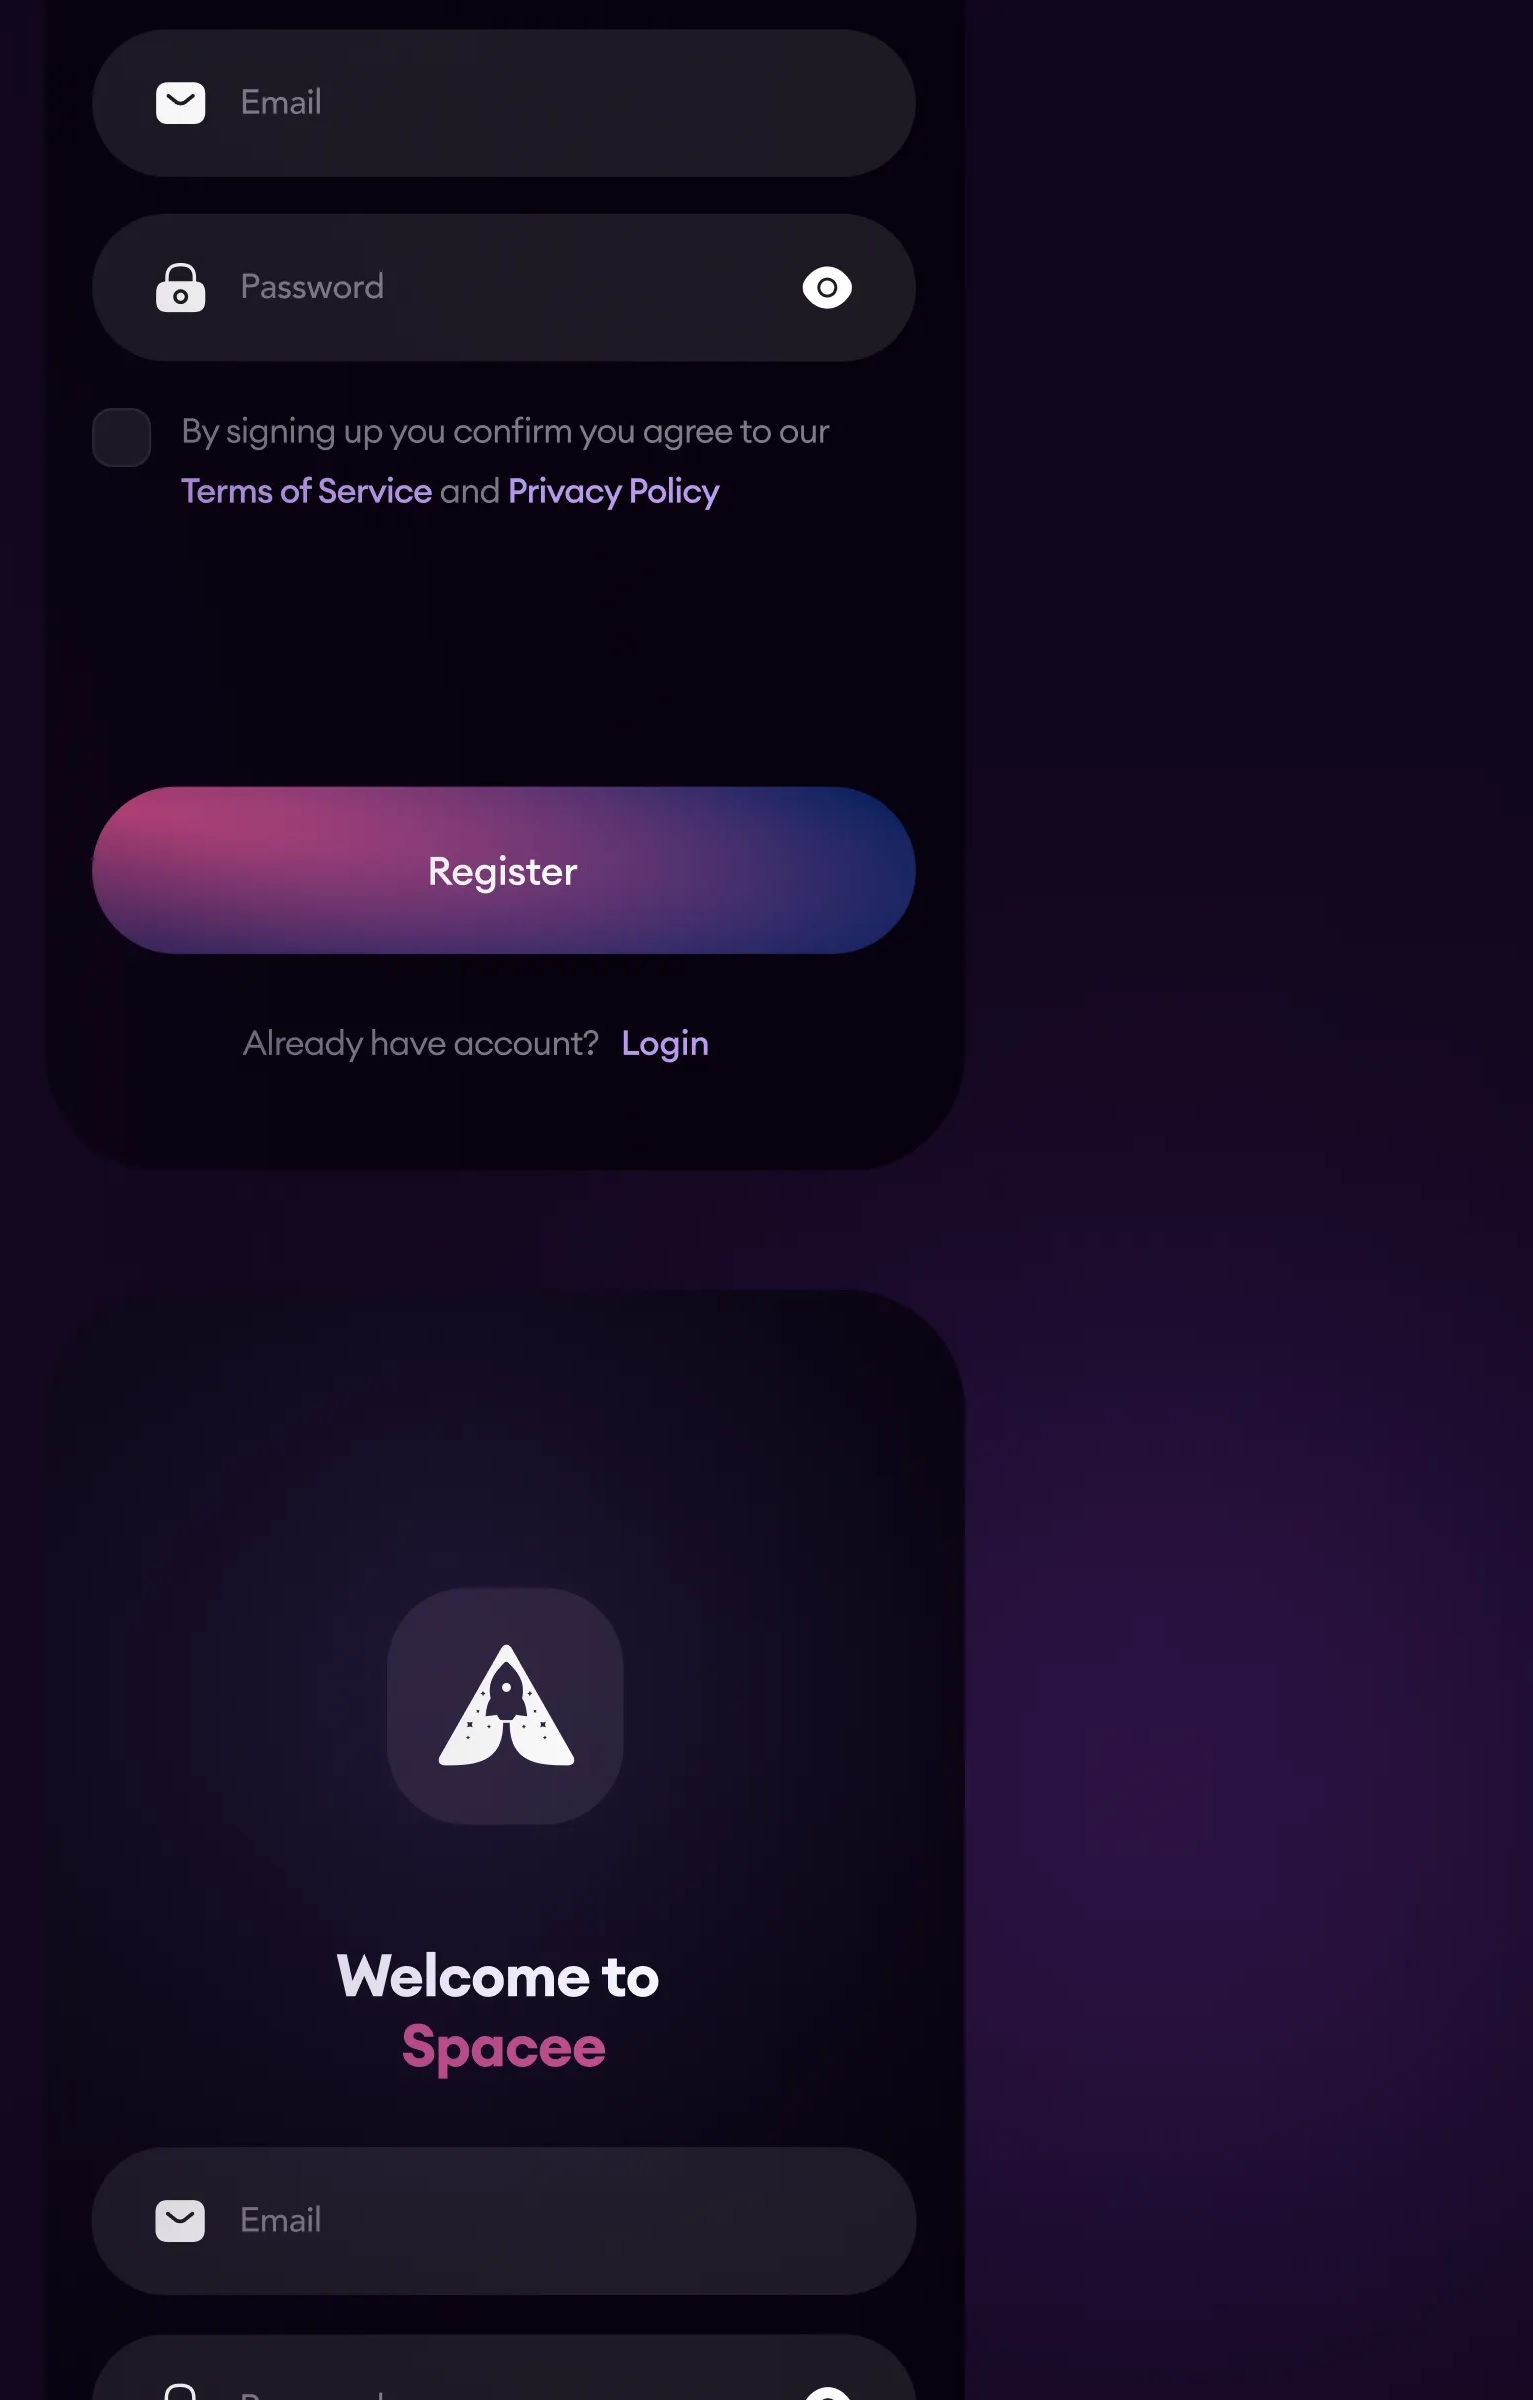 Email
Password
By signing up you confirm you agree to our
Terms of Service and Privacy Policy
Register
Already have account? Login
Welcome to
Spacee
Email